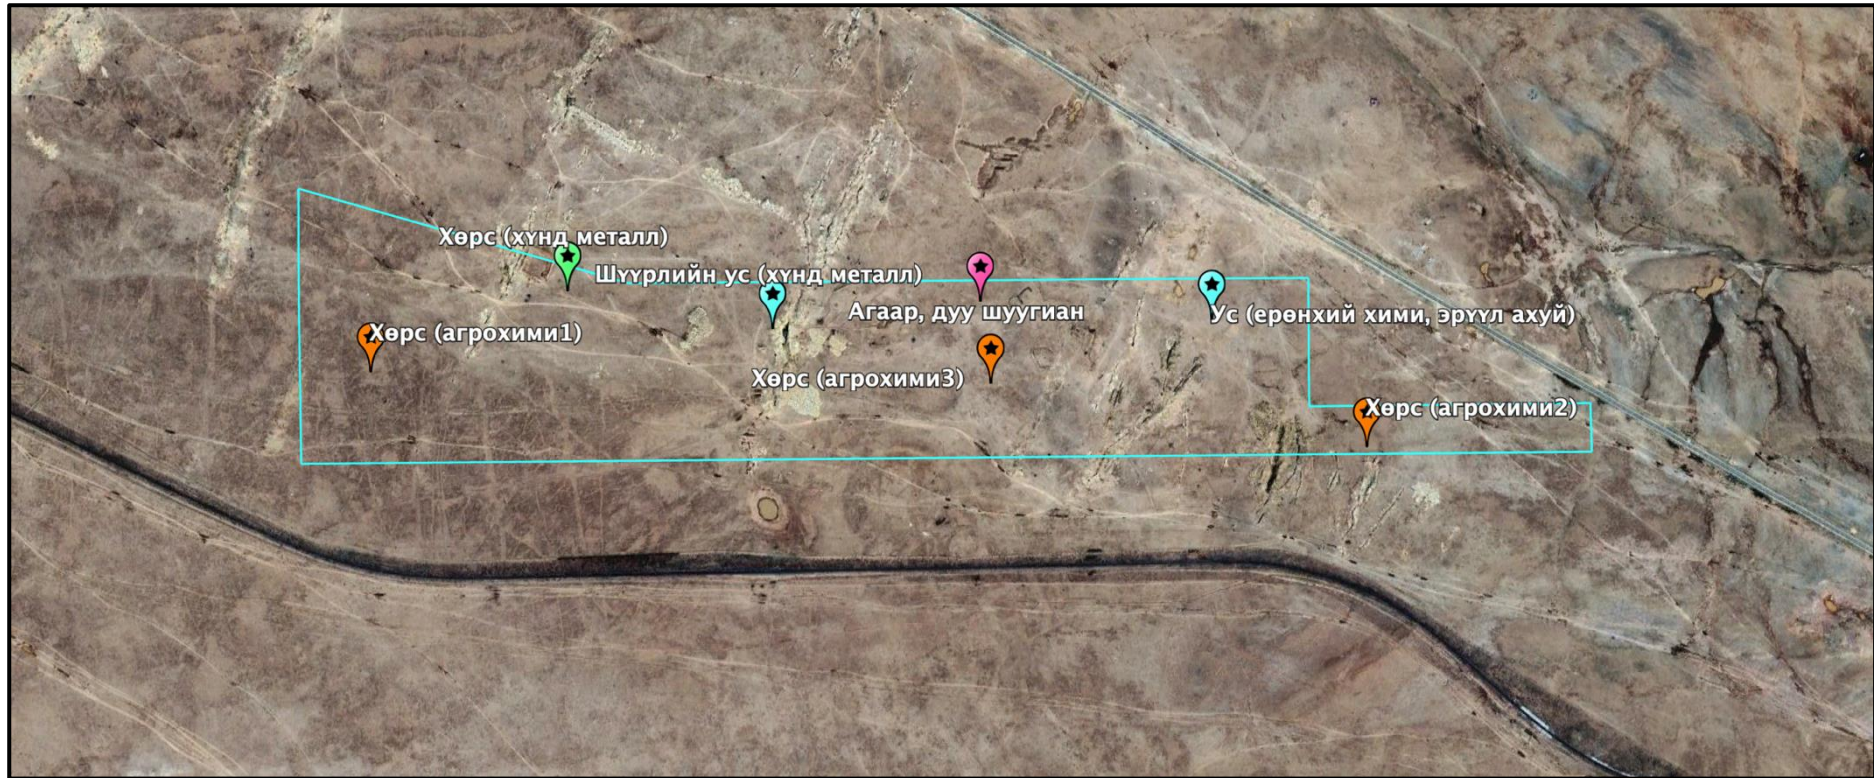 Хөрс (хүнд металл)
Шүүрлийн ус (хүнд металл)
Агаар, дуу шуугиан
Ус (ерөнхий хими, эрүүл ахуй)
Хөрс (агрохими1)
Хөрс (агрохими3)
Хөрс (агрохими2)